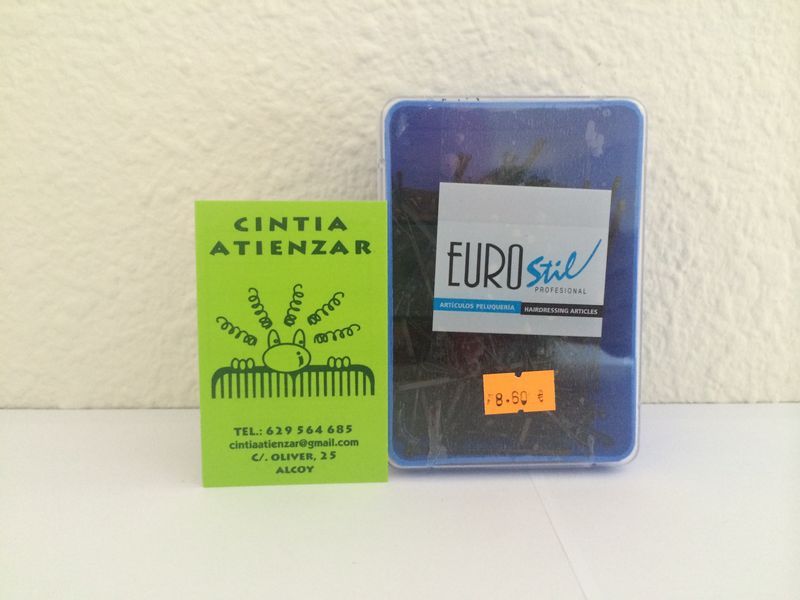 CINTIA
ATIENZAR
TEL.: 629 564 685
cintiaatienzar@gmail.com
C/. OLIVER, 25
ALCOY
EURO Stil
PROFESIONAL
ARTÍCULOS PELUQUERÍA HAIRDRESSING ARTICLES
8.60